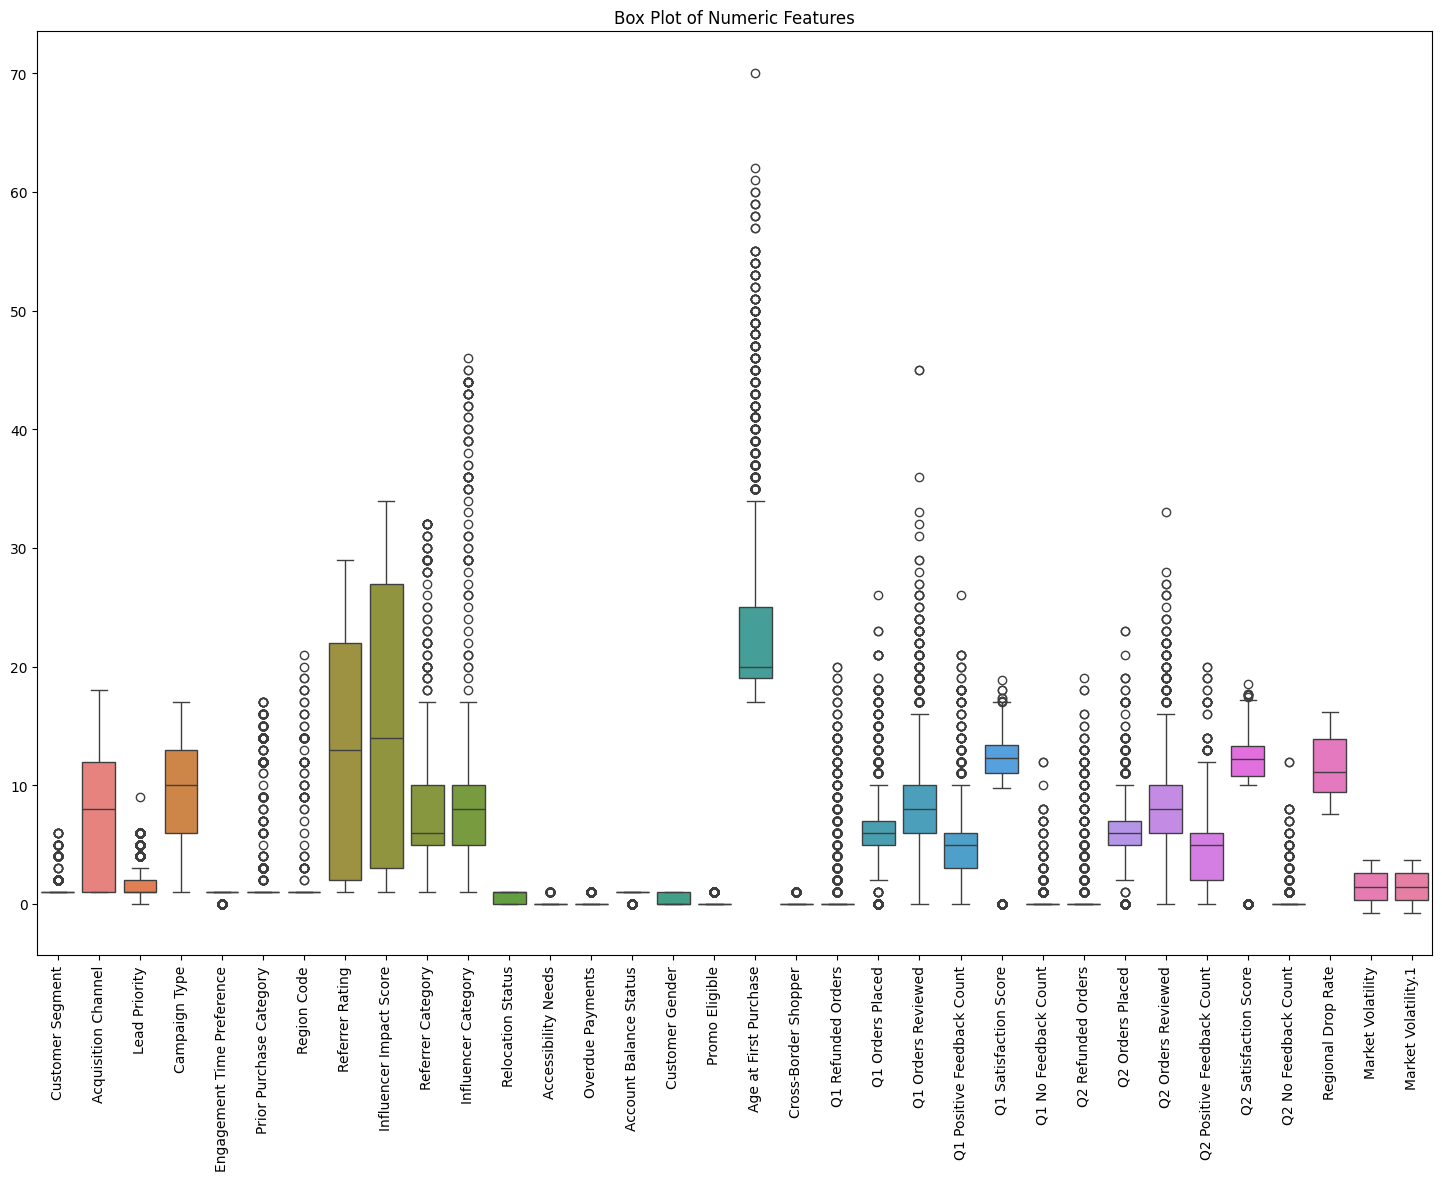 Box Plot of Numeric Features
70
60
50
40
30
20
10
0
Customer Segment
Acquisition Channel
Lead Priority
Campaign Type
Engagement Time Preference
Prior Purchase Category
Region Code
Referrer Rating
Influencer Impact Score
Referrer Category
Influencer Category
Relocation Status
Accessibility Needs
Overdue Payments
Account Balance Status
Customer Gender
Promo Eligible
Age at First Purchase
Cross-Border Shopper
Q1 Refunded Orders
Q1 Orders Placed
Q1 Orders Reviewed
Q1 Positive Feedback Count
Q1 Satisfaction Score
Q1 No Feedback Count
Q2 Refunded Orders
Q2 Orders Placed
Q2 Orders Reviewed
Q2 Positive Feedback Count
Q2 Satisfaction Score
Q2 No Feedback Count
Regional Drop Rate
Market Volatility
Market Volatility.1